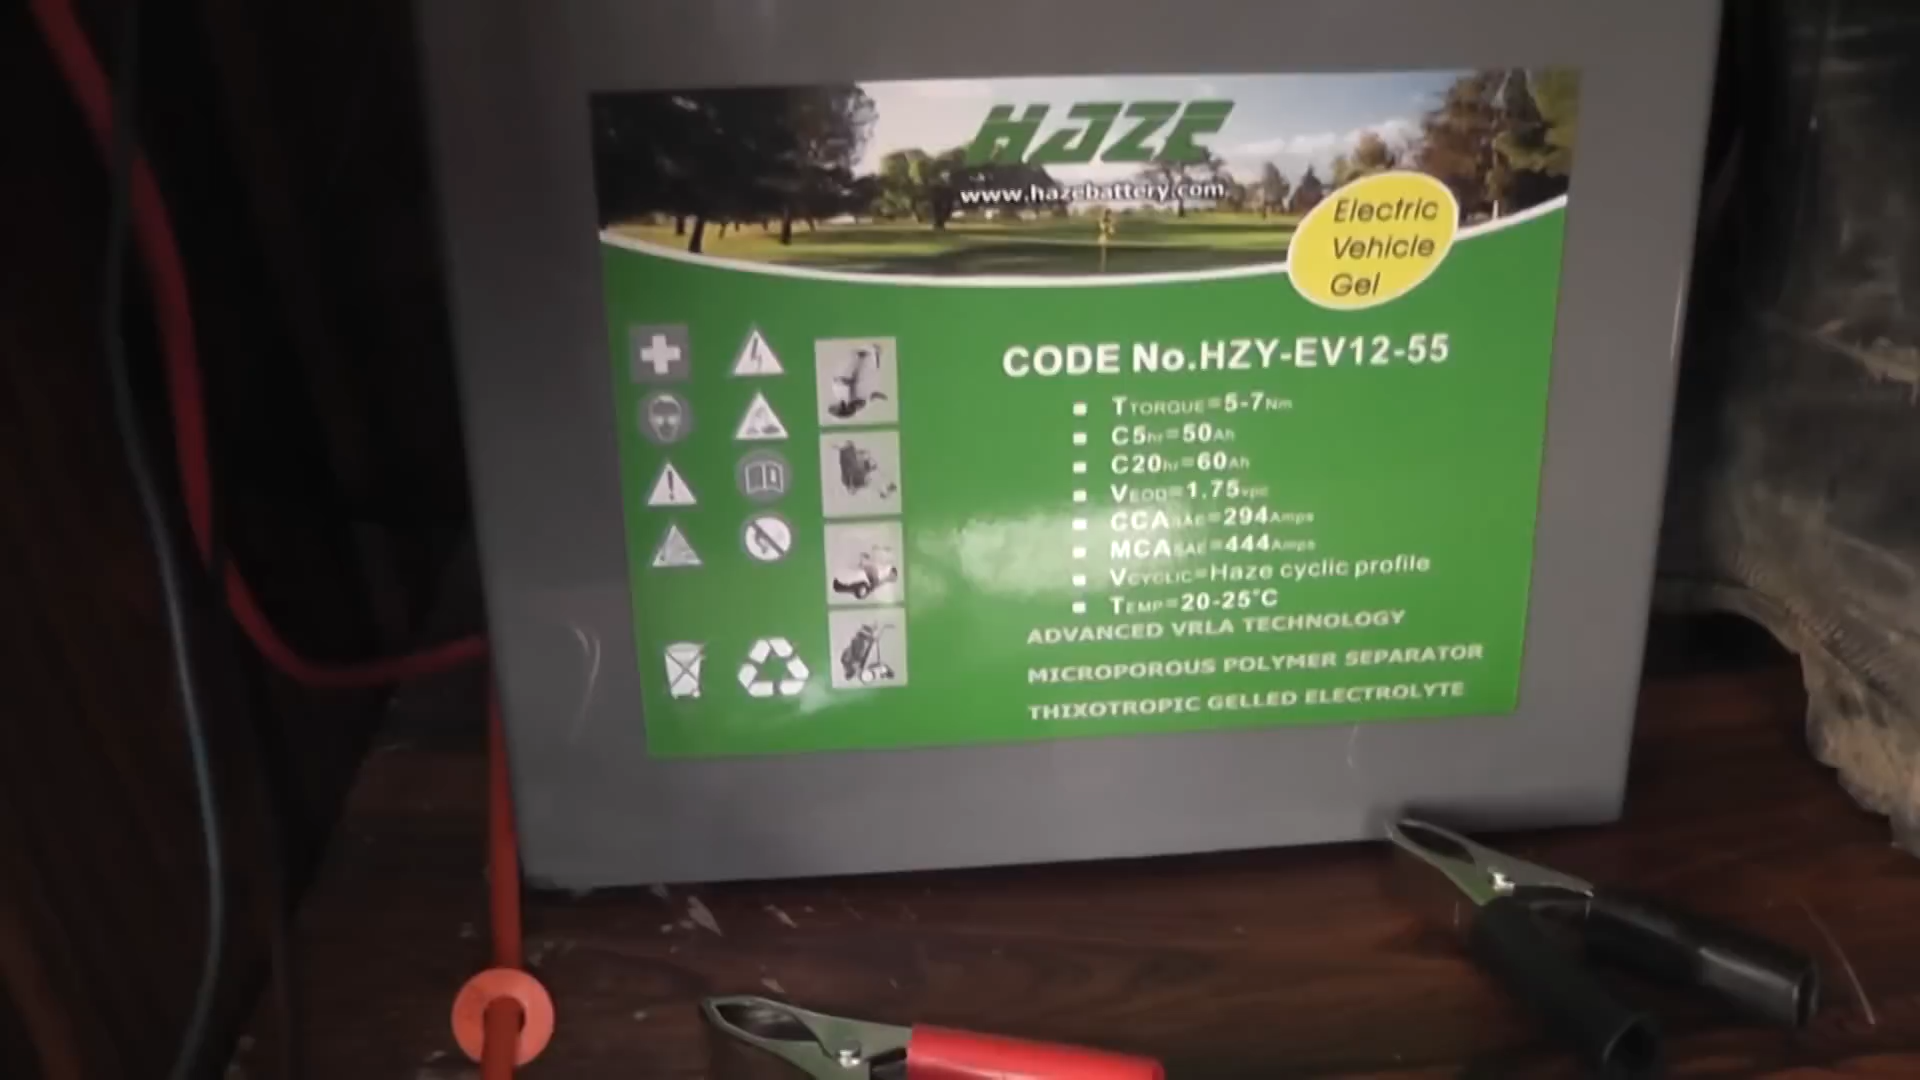 HAZE
www.hazebattery.com
Electric
Vehicle
Gel
CODE No.HZY-EV12-55
TTORQUE=5-7Nm
C5hr=50Ah
C20hr=60Ah
VEOD=1.75vpc
CCASAE=294Amps
MCASAE=444Amps
VCYCLIC=Haze cyclic profile
TEMP=20-25°C
ADVANCED VRLA TECHNOLOGY
MICROPOROUS POLYMER SEPARATOR
THIXOTROPIC GELLED ELECTROLYTE